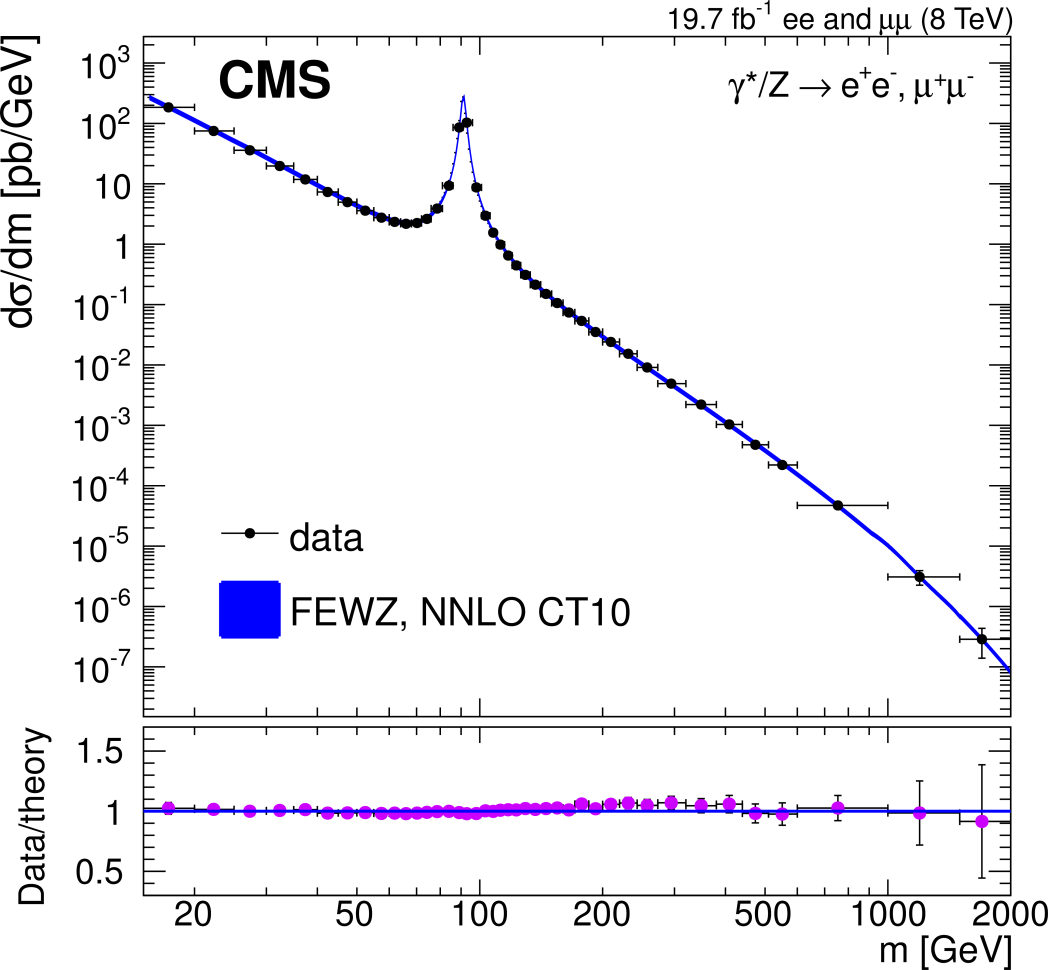 19.7 fb⁻¹ ee and μμ (8 TeV)
CMS
γ*/Z → e⁺e⁻, μ⁺μ⁻
dσ/dm [pb/GeV]
10³
10²
10
1
10⁻¹
10⁻²
10⁻³
10⁻⁴
10⁻⁵
10⁻⁶
10⁻⁷
data
FEWZ, NNLO CT10
Data/theory
1.5
1
0.5
20 50 100 200 500 1000 2000
m [GeV]